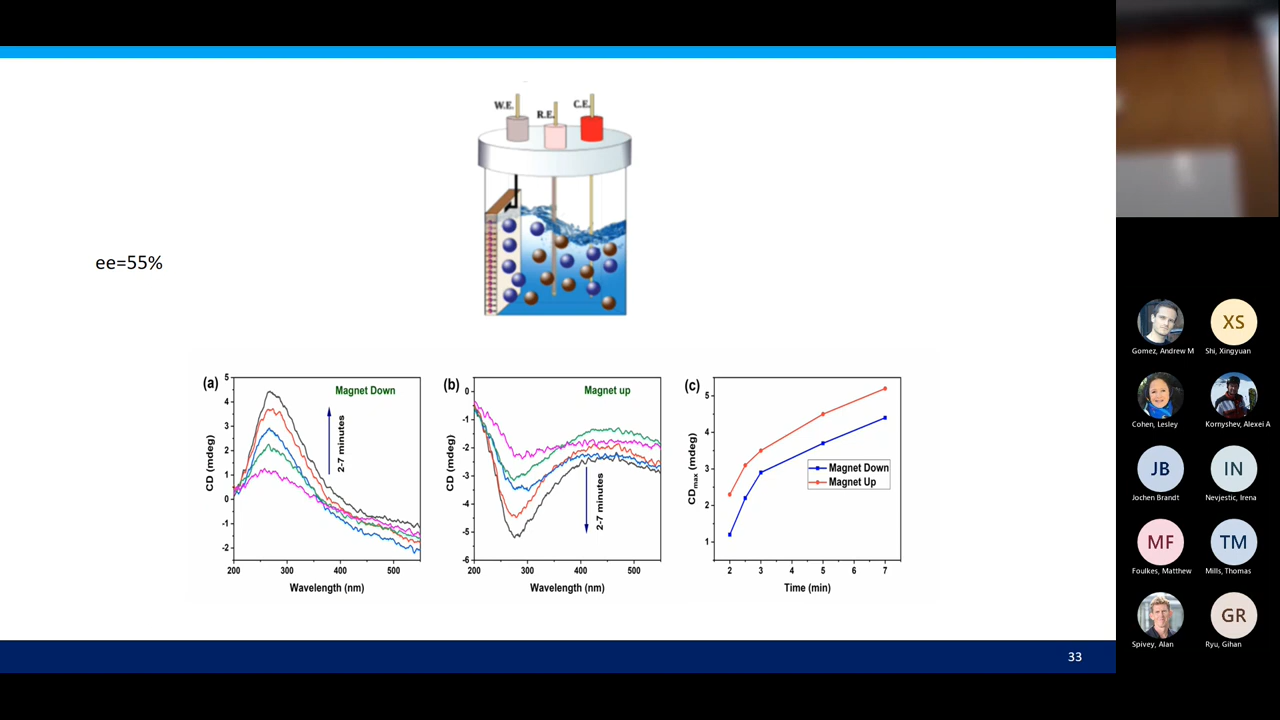 W.E.
R.E.
C.E.
ee=55%
(a)
Magnet Down
2-7 minutes
CD (mdeg)
5
4
3
2
1
0
-1
-2
200 300 400 500
Wavelength (nm)
(b)
Magnet up
2-7 minutes
CD (mdeg)
0
-1
-2
-3
-4
-5
-6
200 300 400 500
Wavelength (nm)
(c)
CDmax (mdeg)
5
4
3
2
1
Magnet Down
Magnet Up
2 3 4 5 6 7
Time (min)
33
XS
Gomez, Andrew M
Shi, Xingyuan
Cohen, Lesley
Kornyshev, Alexei A
JB
IN
Jochen Brandt
Nevjestic, Irena
MF
TM
Foulkes, Matthew
Mills, Thomas
GR
Spivey, Alan
Ryu, Gihan